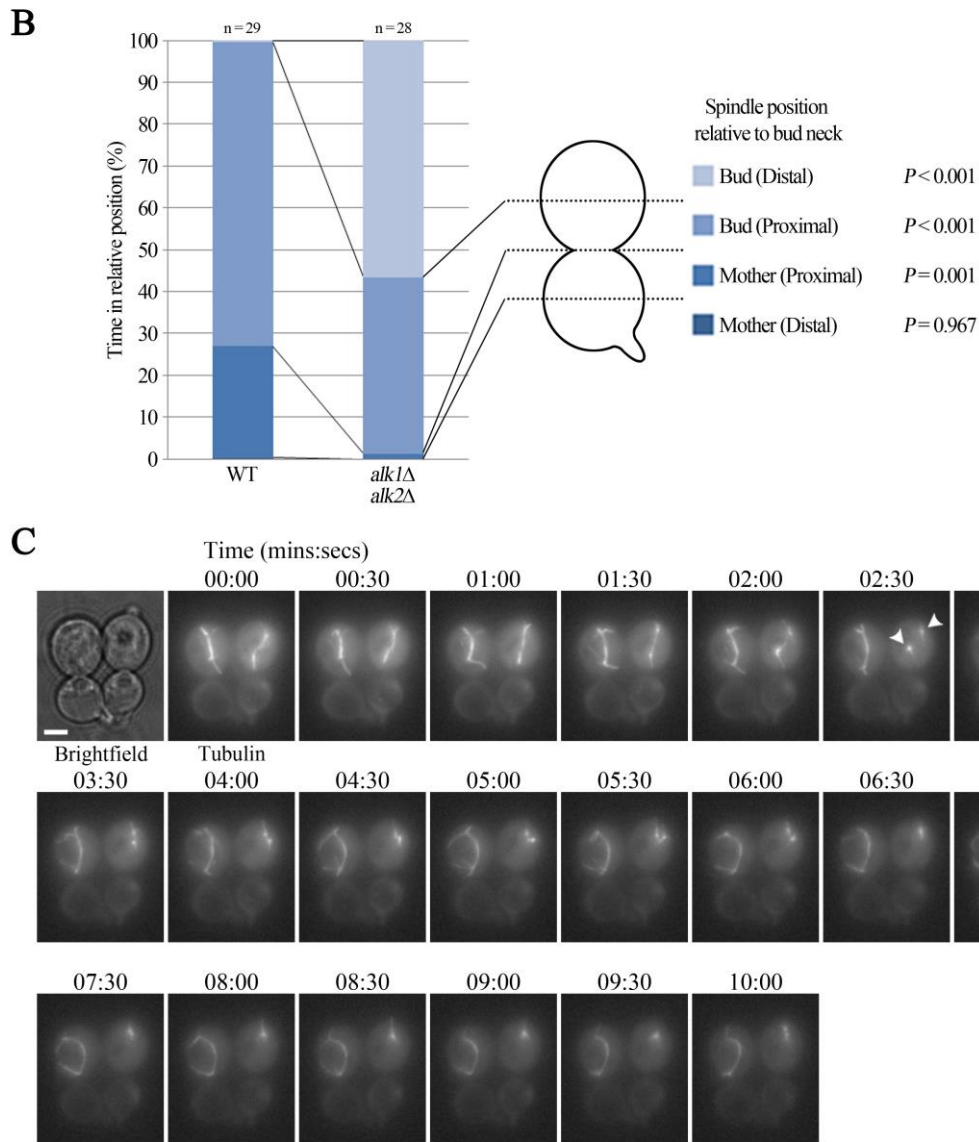 B
n = 29
n = 28
100
90
80
70
60
50
40
30
20
10
0
Time in relative position (%)
WT
alk1Δ
alk2Δ
Spindle position
relative to bud neck
Bud (Distal) P < 0.001
Bud (Proximal) P < 0.001
Mother (Proximal) P = 0.001
Mother (Distal) P = 0.967
C
Time (mins:secs)
00:00 00:30 01:00 01:30 02:00 02:30
Brightfield Tubulin
03:30 04:00 04:30 05:00 05:30 06:00 06:30
07:30 08:00 08:30 09:00 09:30 10:00